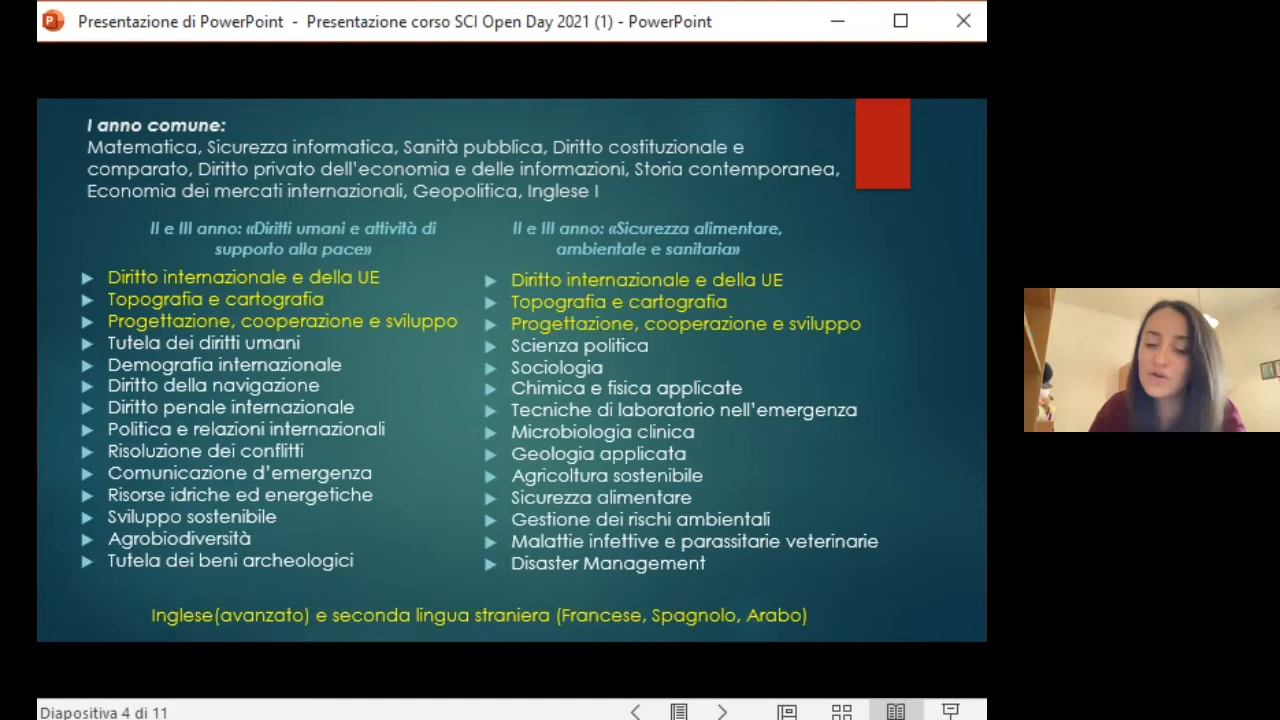 Presentazione di PowerPoint - Presentazione corso SCI Open Day 2021 (1) - PowerPoint
I anno comune:
Matematica, Sicurezza informatica, Sanità pubblica, Diritto costituzionale e
comparato, Diritto privato dell'economia e delle informazioni, Storia contemporanea,
Economia dei mercati internazionali, Geopolitica, Inglese I
II e III anno: «Diritti umani e attività di
supporto alla pace»
Diritto internazionale e della UE
Topografia e cartografia
Progettazione, cooperazione e sviluppo
Tutela dei diritti umani
Demografia internazionale
Diritto della navigazione
Diritto penale internazionale
Politica e relazioni internazionali
Risoluzione dei conflitti
Comunicazione d'emergenza
Risorse idriche ed energetiche
Sviluppo sostenibile
Agrobiodiversità
Tutela dei beni archeologici
II e III anno: «Sicurezza alimentare,
ambientale e sanitaria»
Diritto internazionale e della UE
Topografia e cartografia
Progettazione, cooperazione e sviluppo
Scienza politica
Sociologia
Chimica e fisica applicate
Tecniche di laboratorio nell'emergenza
Microbiologia clinica
Geologia applicata
Agricoltura sostenibile
Sicurezza alimentare
Gestione dei rischi ambientali
Malattie infettive e parassitarie veterinarie
Disaster Management
Inglese(avanzato) e seconda lingua straniera (Francese, Spagnolo, Arabo)
Diapositiva 4 di 11